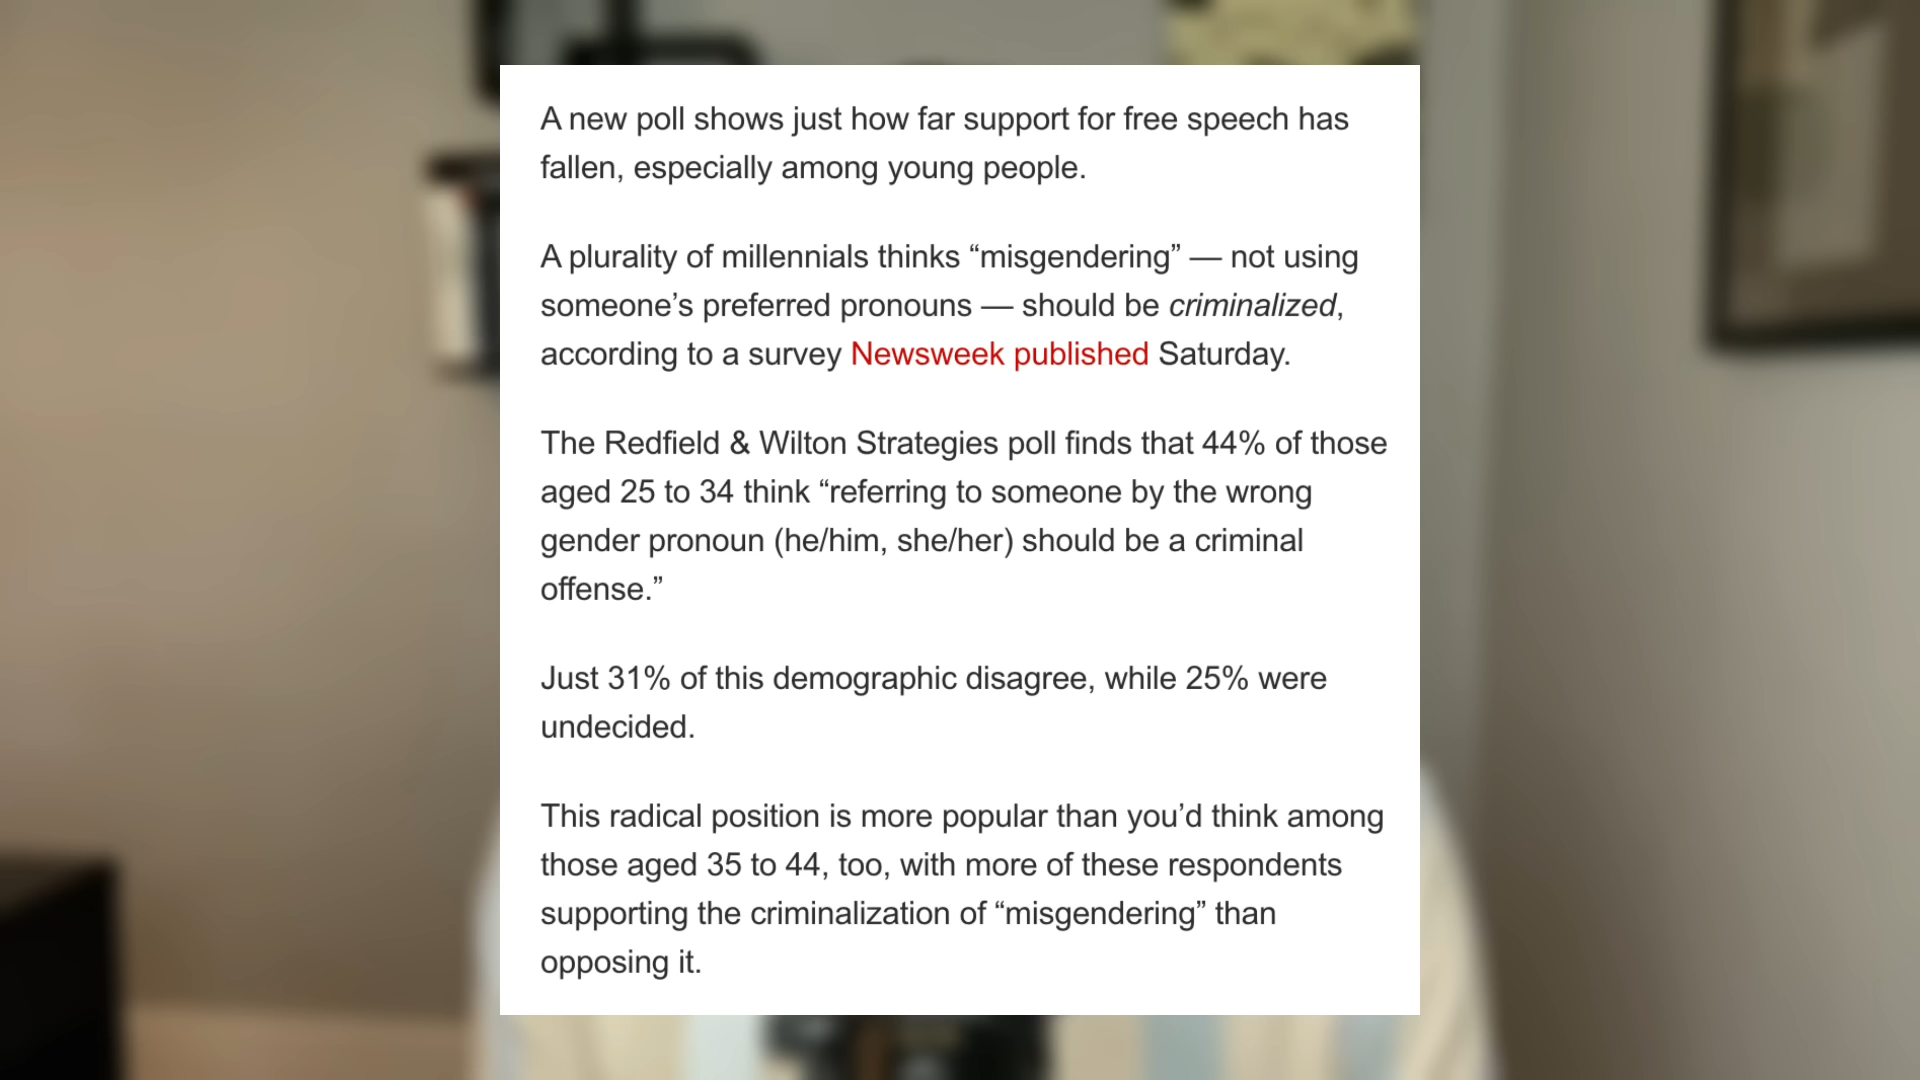 A new poll shows just how far support for free speech has
fallen, especially among young people.
A plurality of millennials thinks “misgendering” — not using
someone’s preferred pronouns — should be criminalized,
according to a survey Newsweek published Saturday.
The Redfield & Wilton Strategies poll finds that 44% of those
aged 25 to 34 think “referring to someone by the wrong
gender pronoun (he/him, she/her) should be a criminal
offense.”
Just 31% of this demographic disagree, while 25% were
undecided.
This radical position is more popular than you’d think among
those aged 35 to 44, too, with more of these respondents
supporting the criminalization of “misgendering” than
opposing it.